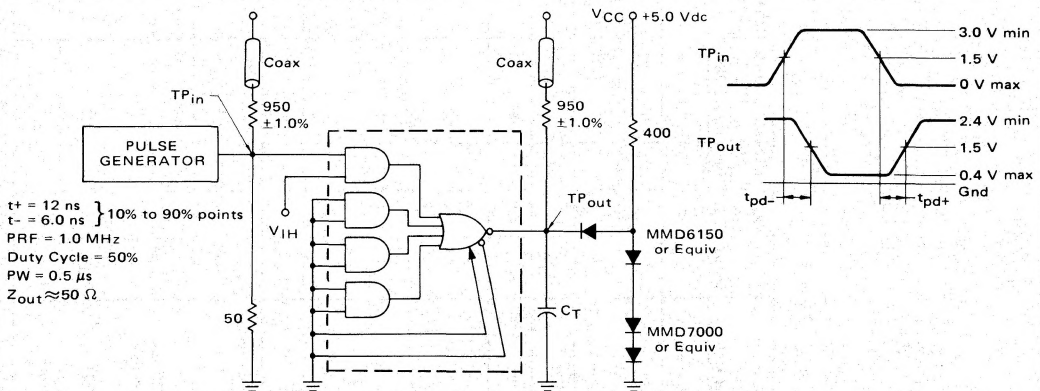 VCC +5.0 Vdc
Coax
950
±1.0%
TPin
PULSE
GENERATOR
t+ = 12 ns
t- = 6.0 ns
} 10% to 90% points
PRF = 1.0 MHz
Duty Cycle = 50%
PW = 0.5 µs
Zout ≈ 50 Ω
50
VIH
Coax
950
±1.0%
TPout
CT
400
MMD6150
or Equiv
MMD7000
or Equiv
TPin
3.0 V min
1.5 V
0 V max
TPout
2.4 V min
1.5 V
0.4 V max
Gnd
tpd-
tpd+